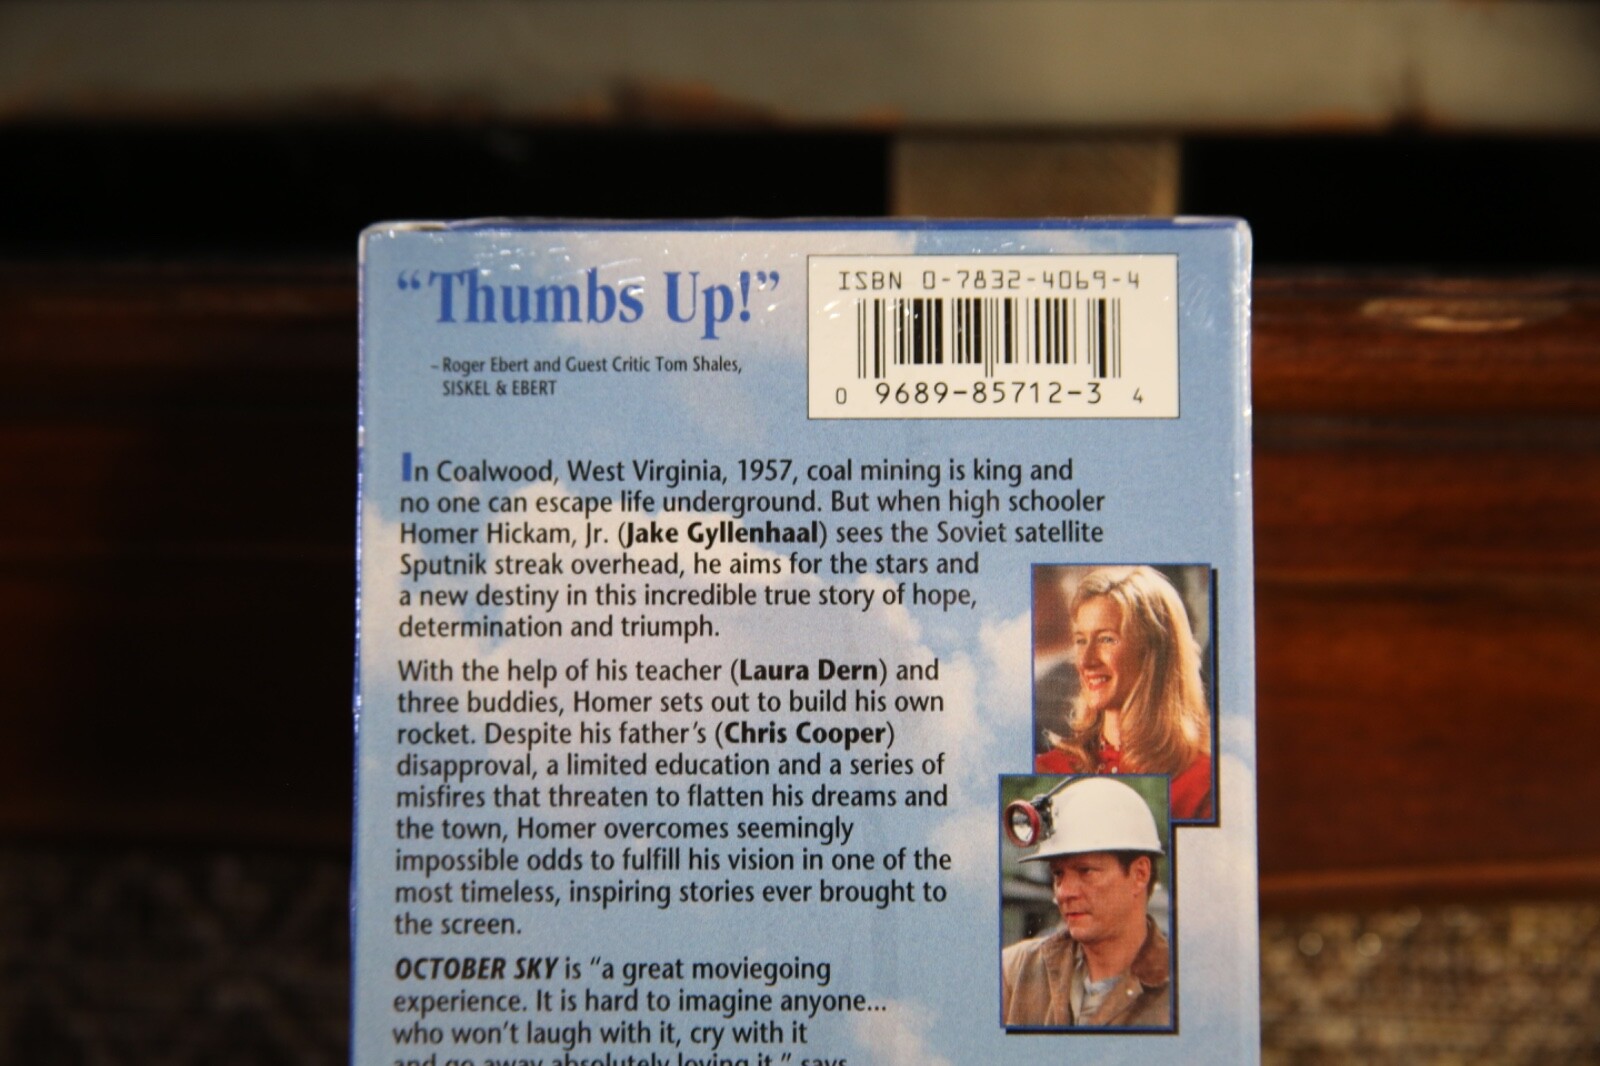 “Thumbs Up!”
– Roger Ebert and Guest Critic Tom Shales,
SISKEL & EBERT
ISBN 0-7832-4069-4
0 9689-85712-3 4
In Coalwood, West Virginia, 1957, coal mining is king and
no one can escape life underground. But when high schooler
Homer Hickam, Jr. (Jake Gyllenhaal) sees the Soviet satellite
Sputnik streak overhead, he aims for the stars and
a new destiny in this incredible true story of hope,
determination and triumph.
With the help of his teacher (Laura Dern) and
three buddies, Homer sets out to build his own
rocket. Despite his father’s (Chris Cooper)
disapproval, a limited education and a series of
misfires that threaten to flatten his dreams and
the town, Homer overcomes seemingly
impossible odds to fulfill his vision in one of the
most timeless, inspiring stories ever brought to
the screen.
OCTOBER SKY is “a great moviegoing
experience. It is hard to imagine anyone...
who won’t laugh with it, cry with it
and go away absolutely loving it,” says